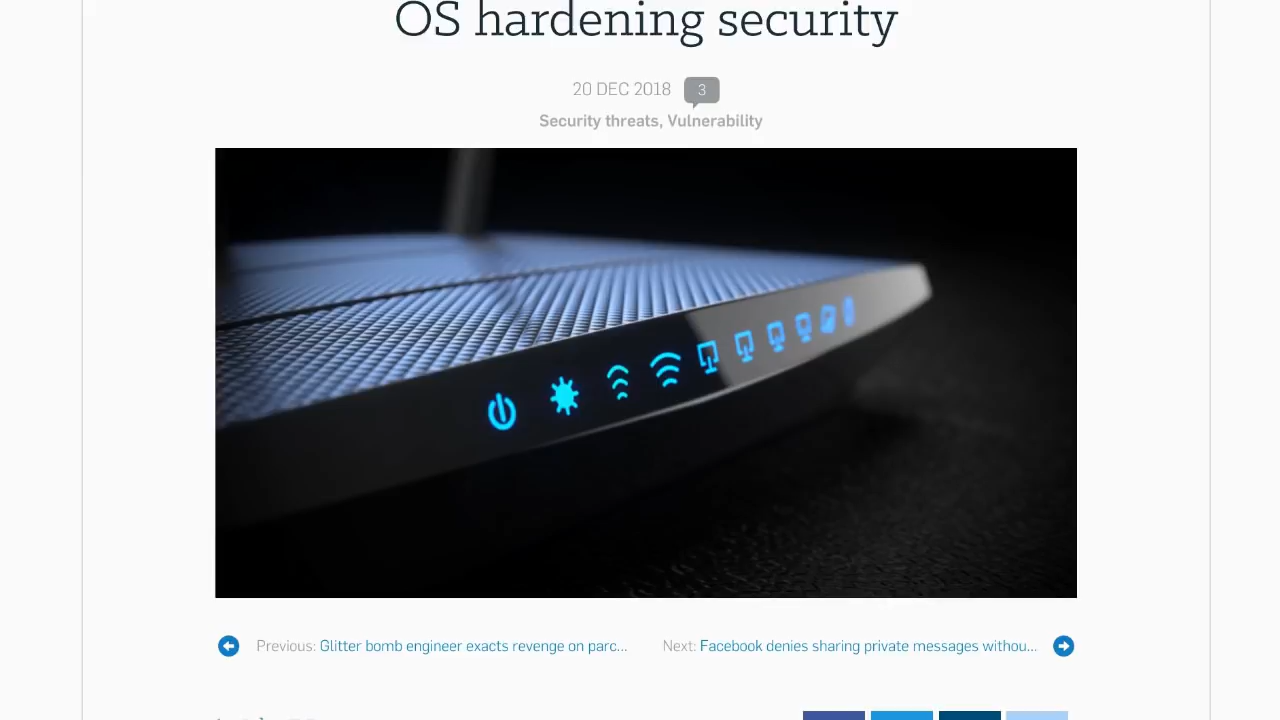 OS hardening security
20 DEC 2018 3
Security threats, Vulnerability
Previous: Glitter bomb engineer exacts revenge on parc...
Next: Facebook denies sharing private messages withou...